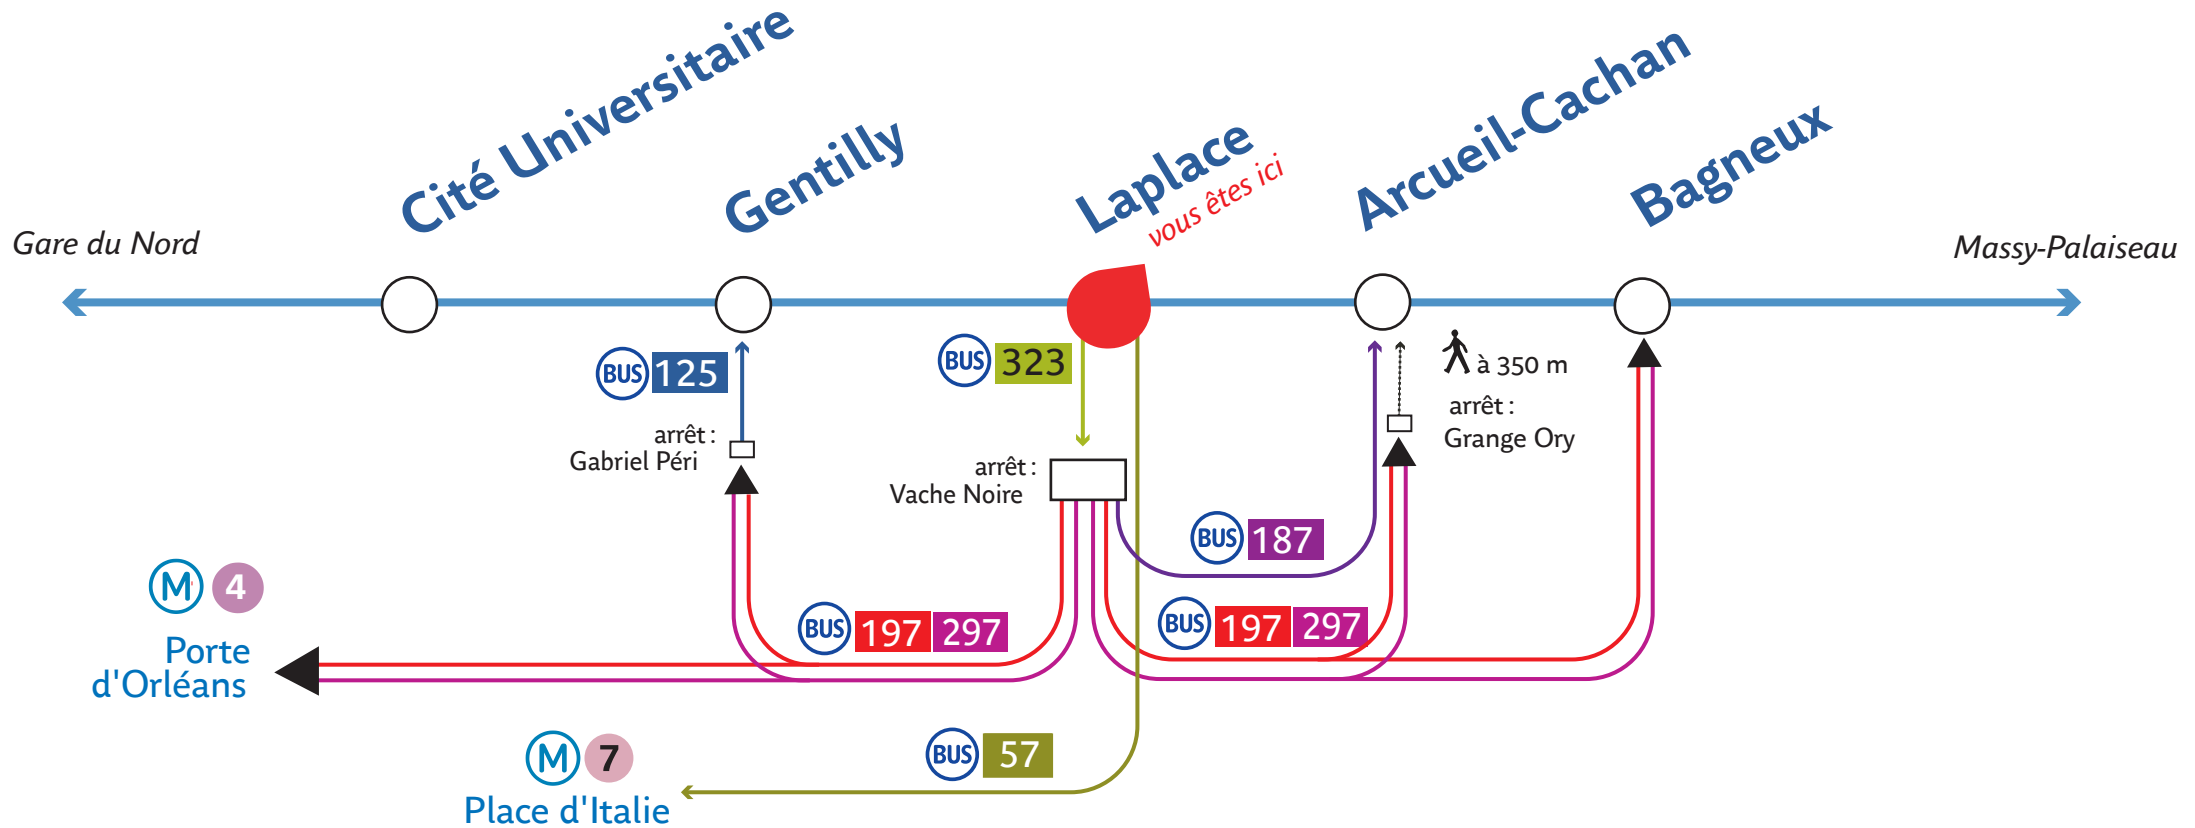 Cité Universitaire
Gentilly
Laplace
vous êtes ici
Arcueil-Cachan
Bagneux
Gare du Nord
Massy-Palaiseau
BUS 125
BUS 323
à 350 m
arrêt :
Gabriel Péri
arrêt :
Vache Noire
arrêt :
Grange Ory
BUS 187
M 4
Porte
d'Orléans
BUS 197 297
BUS 197 297
M 7
Place d'Italie
BUS 57